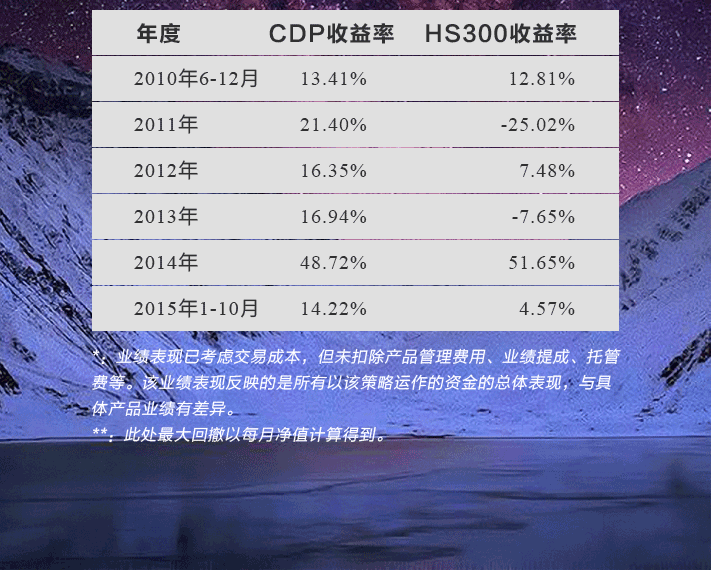 年度 CDP收益率 HS300收益率
2010年6-12月 13.41% 12.81%
2011年 21.40% -25.02%
2012年 16.35% 7.48%
2013年 16.94% -7.65%
2014年 48.72% 51.65%
2015年1-10月 14.22% 4.57%
*：业绩表现已考虑交易成本，但未扣除产品管理费用、业绩提成、托管
费等。该业绩表现反映的是所有以该策略运作的资金的总体表现，与具
体产品业绩有差异。
**：此处最大回撤以每月净值计算得到。